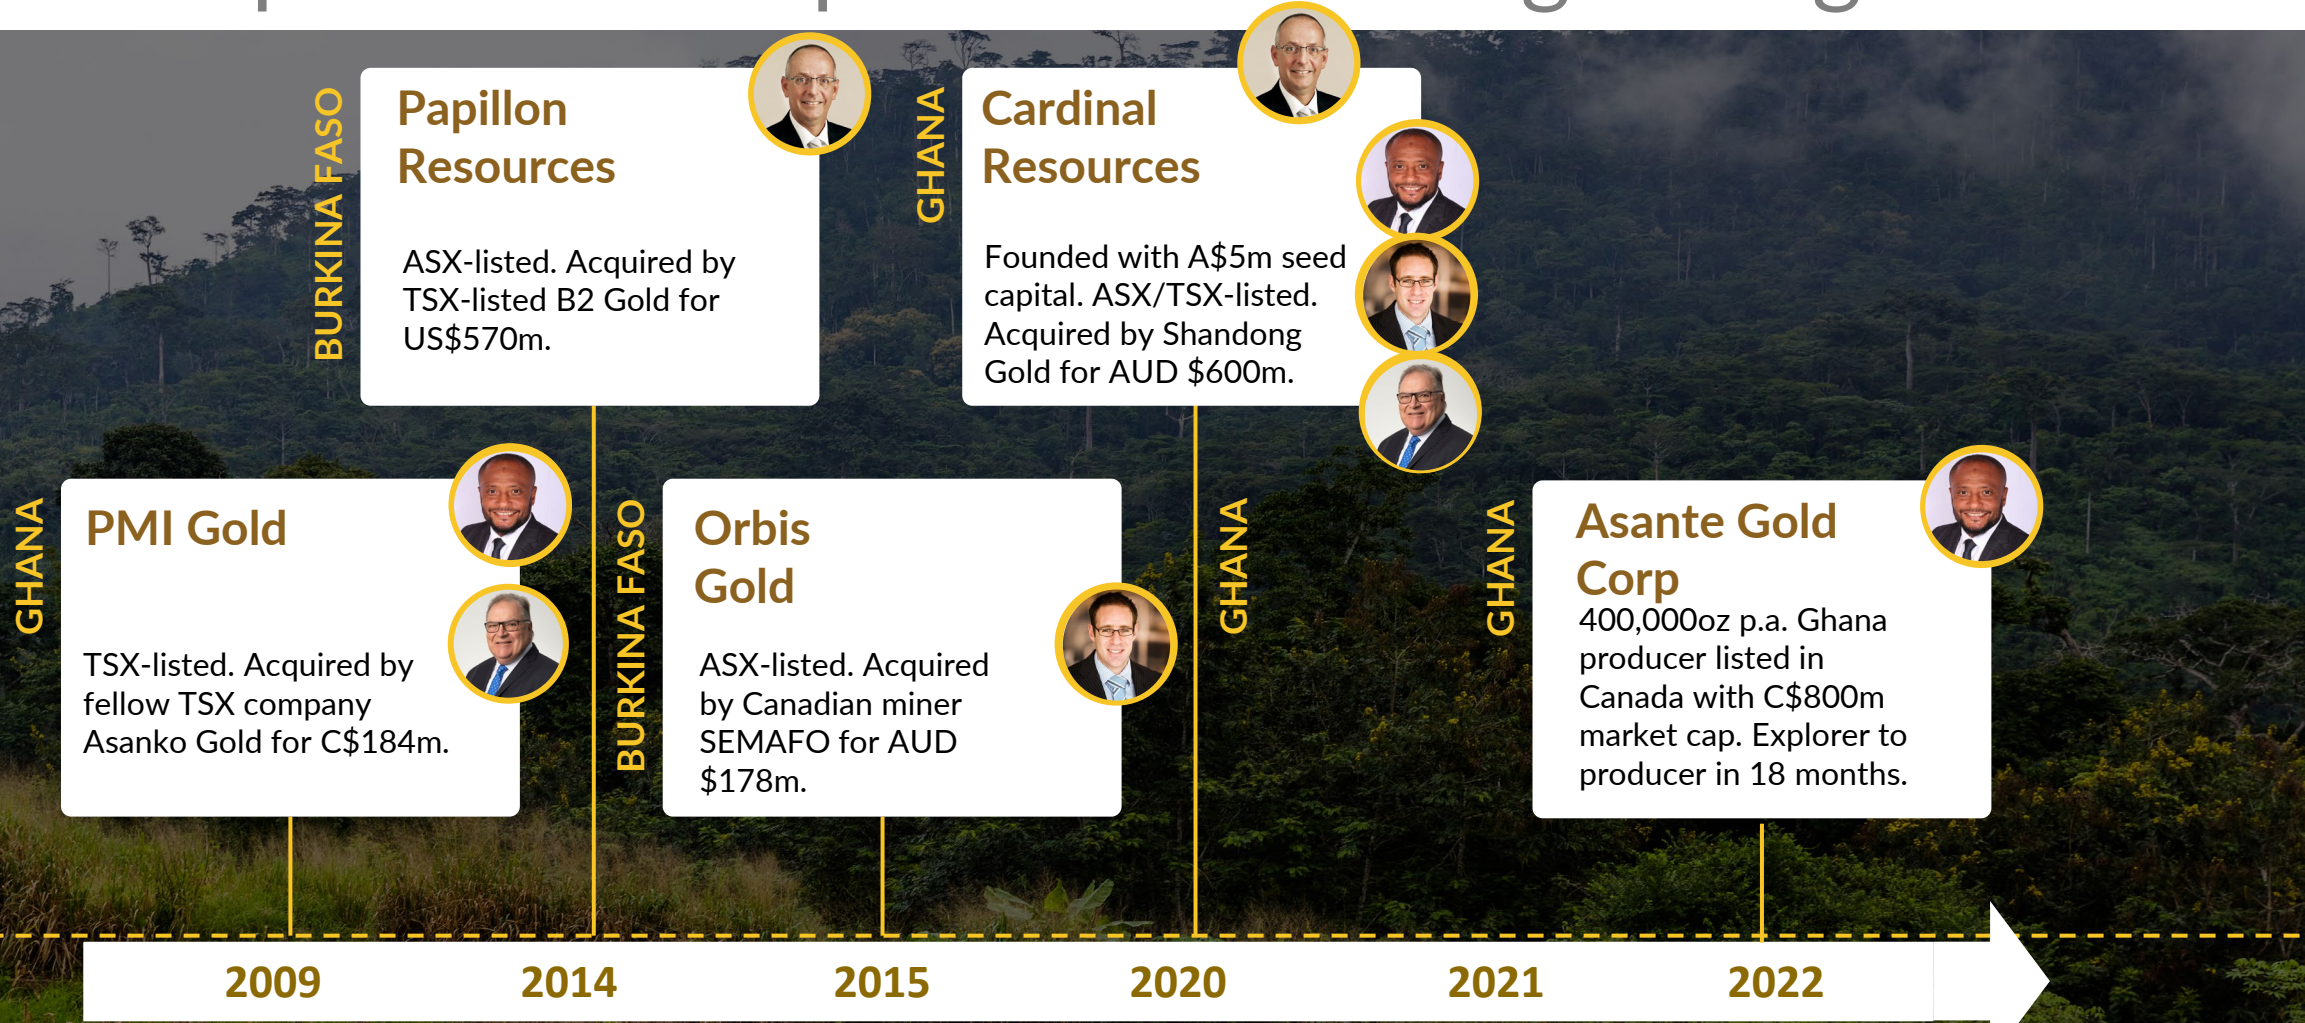 BURKINA FASO
Papillon
Resources
ASX-listed. Acquired by
TSX-listed B2 Gold for
US$570m.
GHANA
Cardinal
Resources
Founded with A$5m seed
capital. ASX/TSX-listed.
Acquired by Shandong
Gold for AUD $600m.
GHANA
PMI Gold
TSX-listed. Acquired by
fellow TSX company
Asanko Gold for C$184m.
BURKINA FASO
Orbis
Gold
ASX-listed. Acquired
by Canadian miner
SEMAFO for AUD
$178m.
GHANA
GHANA
Asante Gold
Corp
400,000oz p.a. Ghana
producer listed in
Canada with C$800m
market cap. Explorer to
producer in 18 months.
2009 2014 2015 2020 2021 2022